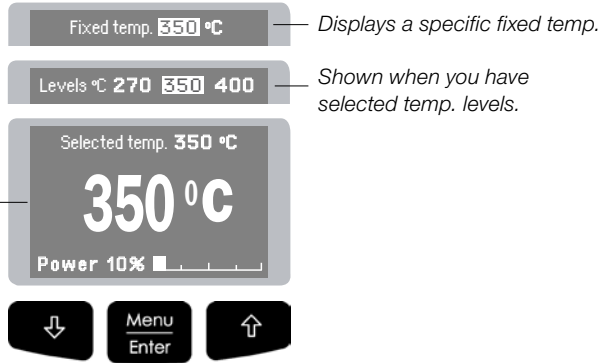 Fixed temp. 350 °C
Displays a specific fixed temp.
Levels °C 270 350 400
Shown when you have
selected temp. levels.
Selected temp. 350 °C
350 °C
Power 10%
Menu
Enter